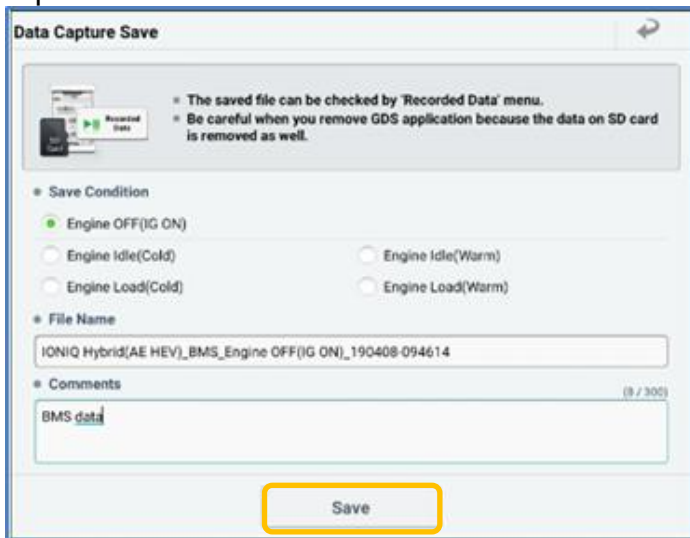 Data Capture Save
Recorded
Data
The saved file can be checked by 'Recorded Data' menu.
Be careful when you remove GDS application because the data on SD card
is removed as well.
Save Condition
Engine OFF(IG ON)
Engine Idle(Cold)
Engine Idle(Warm)
Engine Load(Cold)
Engine Load(Warm)
File Name
IONIQ Hybrid(AE HEV)_BMS_Engine OFF(IG ON)_190408-094614
Comments
(8 / 300)
BMS data
Save